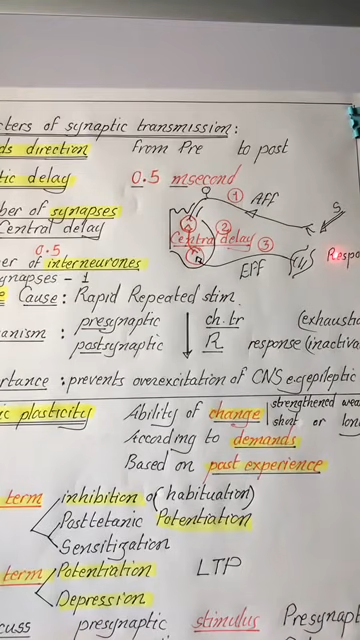 cters of synaptic transmission:
ds direction from Pre to post
tic delay 0.5 msecond
① AFF S
ber of synapses
Central delay
② Central delay ③
0.5
er of interneurones EFF Respo
ynapses - 1
e Cause: Rapid Repeated stim.
anism : presynaptic ch.tr (exhausti
postsynaptic R response (inactiva
rtance : prevents overexcitation of CNS e.g epileptic
ic plasticity Ability of change strengthened wea
short or lon
According to demands
Based on past experience
term inhibition of (habituation)
Posttetanic Potentiation
Sensitization
term Potentiation LTP
Depression
cuss presynaptic stimulus Presynapt